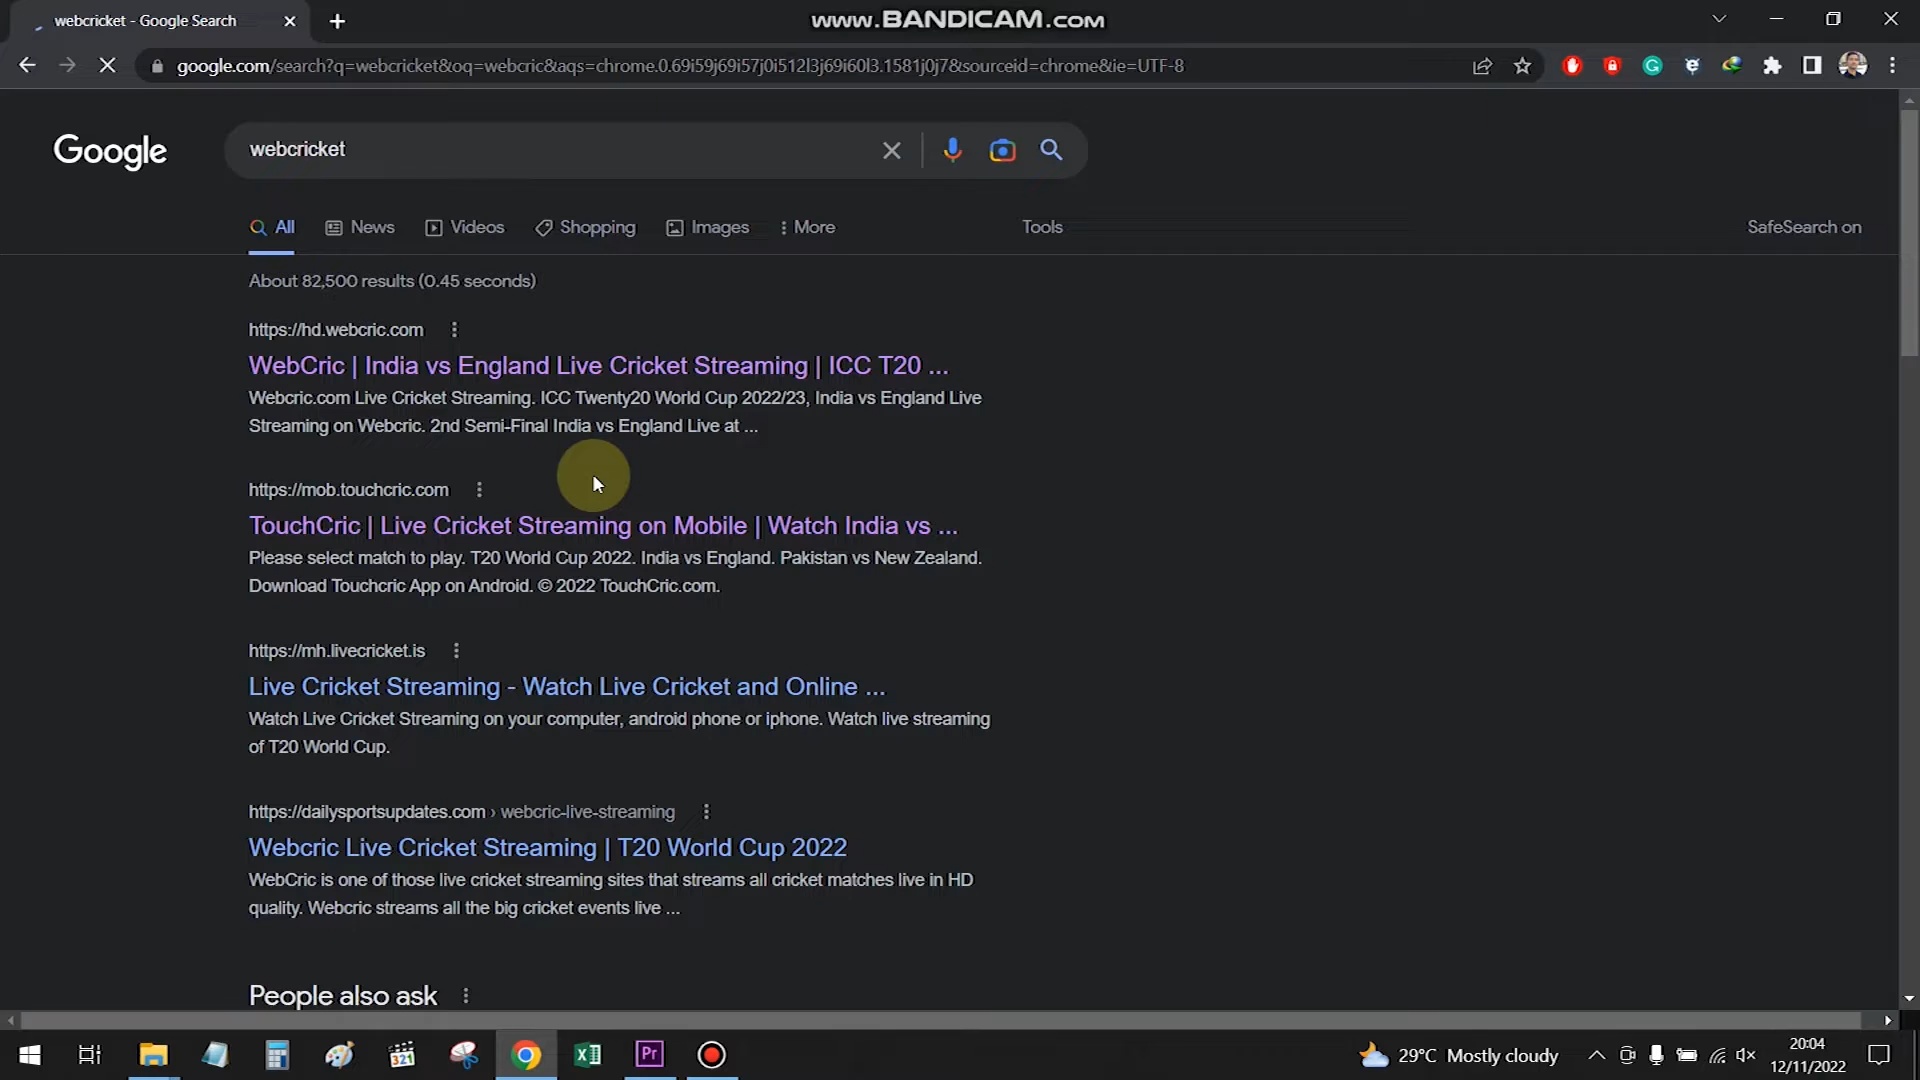 webcricket - Google Search
www.BANDICAM.com
google.com/search?q=webcricket&oq=webcric&aqs=chrome.0.69i59j69i57j0i512l3j69i60l3.1581j0j7&sourceid=chrome&ie=UTF-8
Google
webcricket
All
News
Videos
Shopping
Images
More
Tools
SafeSearch on
About 82,500 results (0.45 seconds)
https://hd.webcric.com
WebCric | India vs England Live Cricket Streaming | ICC T20 ...
Webcric.com Live Cricket Streaming. ICC Twenty20 World Cup 2022/23, India vs England Live
Streaming on Webcric. 2nd Semi-Final India vs England Live at ...
https://mob.touchcric.com
TouchCric | Live Cricket Streaming on Mobile | Watch India vs ...
Please select match to play. T20 World Cup 2022. India vs England. Pakistan vs New Zealand.
Download Touchcric App on Android. © 2022 TouchCric.com.
https://mh.livecricket.is
Live Cricket Streaming - Watch Live Cricket and Online ...
Watch Live Cricket Streaming on your computer, android phone or iphone. Watch live streaming
of T20 World Cup.
https://dailysportsupdates.com › webcric-live-streaming
Webcric Live Cricket Streaming | T20 World Cup 2022
WebCric is one of those live cricket streaming sites that streams all cricket matches live in HD
quality. Webcric streams all the big cricket events live ...
People also ask
321
Pr
29°C Mostly cloudy
20:04
12/11/2022